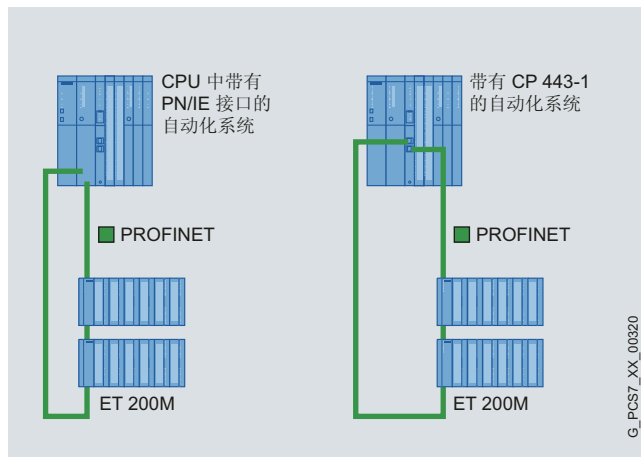 CPU 中带有
PN/IE 接口的
自动化系统
带有 CP 443-1
的自动化系统
PROFINET
PROFINET
ET 200M
ET 200M
G_PCS7_XX_00320